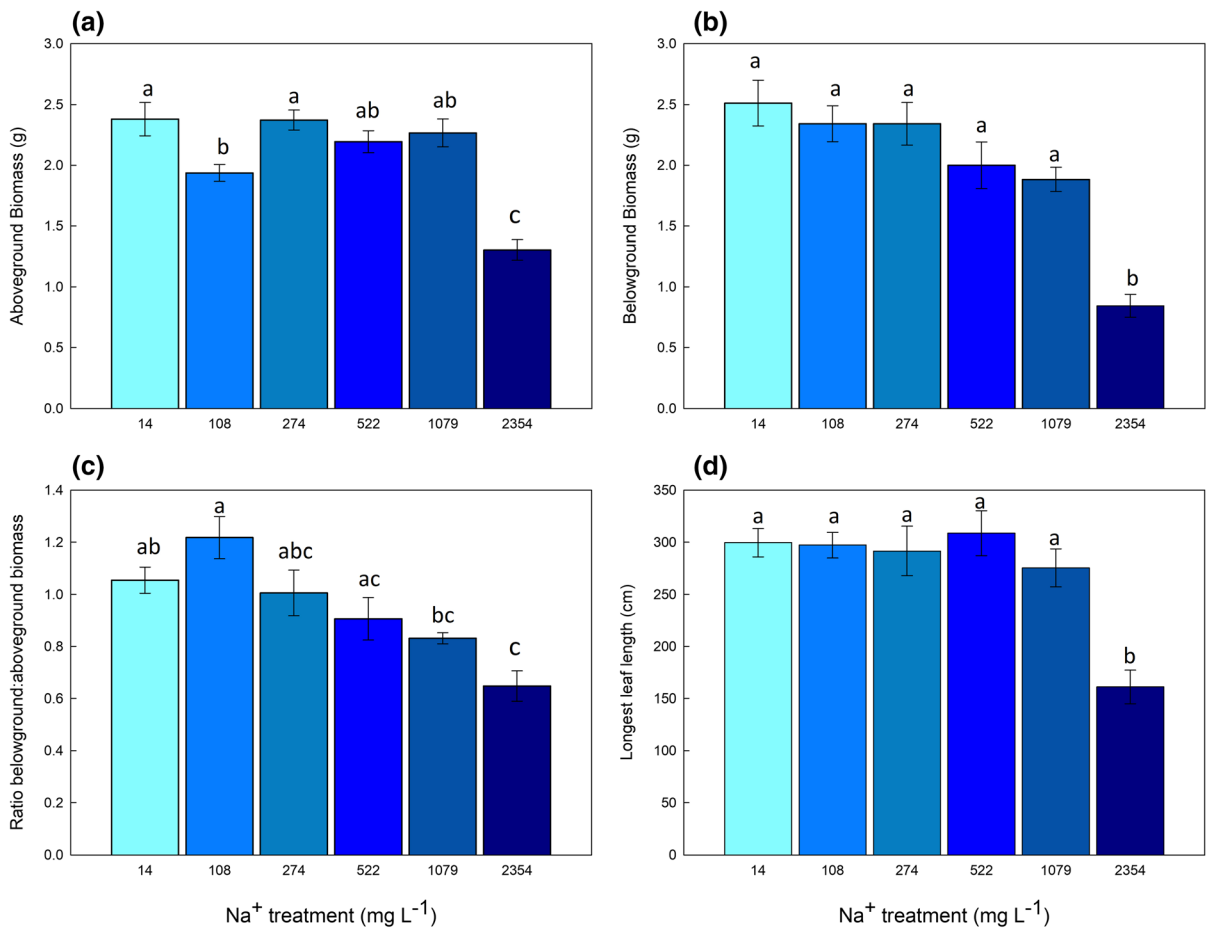 (a)
Aboveground Biomass (g)
3.0
2.5
2.0
1.5
1.0
0.5
0.0
a
b
a
ab
ab
c
14 108 274 522 1079 2354
(b)
Belowground Biomass (g)
3.0
2.5
2.0
1.5
1.0
0.5
0.0
a
a
a
a
a
b
14 108 274 522 1079 2354
(c)
Ratio belowground:aboveground biomass
1.4
1.2
1.0
0.8
0.6
0.4
0.2
0.0
ab
a
abc
ac
bc
c
14 108 274 522 1079 2354
Na⁺ treatment (mg L⁻¹)
(d)
Longest leaf length (cm)
350
300
250
200
150
100
50
0
a
a
a
a
a
b
14 108 274 522 1079 2354
Na⁺ treatment (mg L⁻¹)